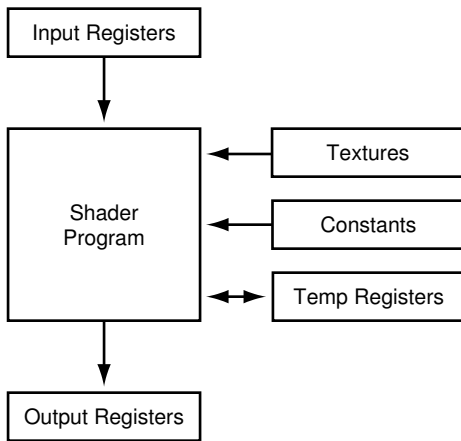 Input Registers
Textures
Shader
Program
Constants
Temp Registers
Output Registers